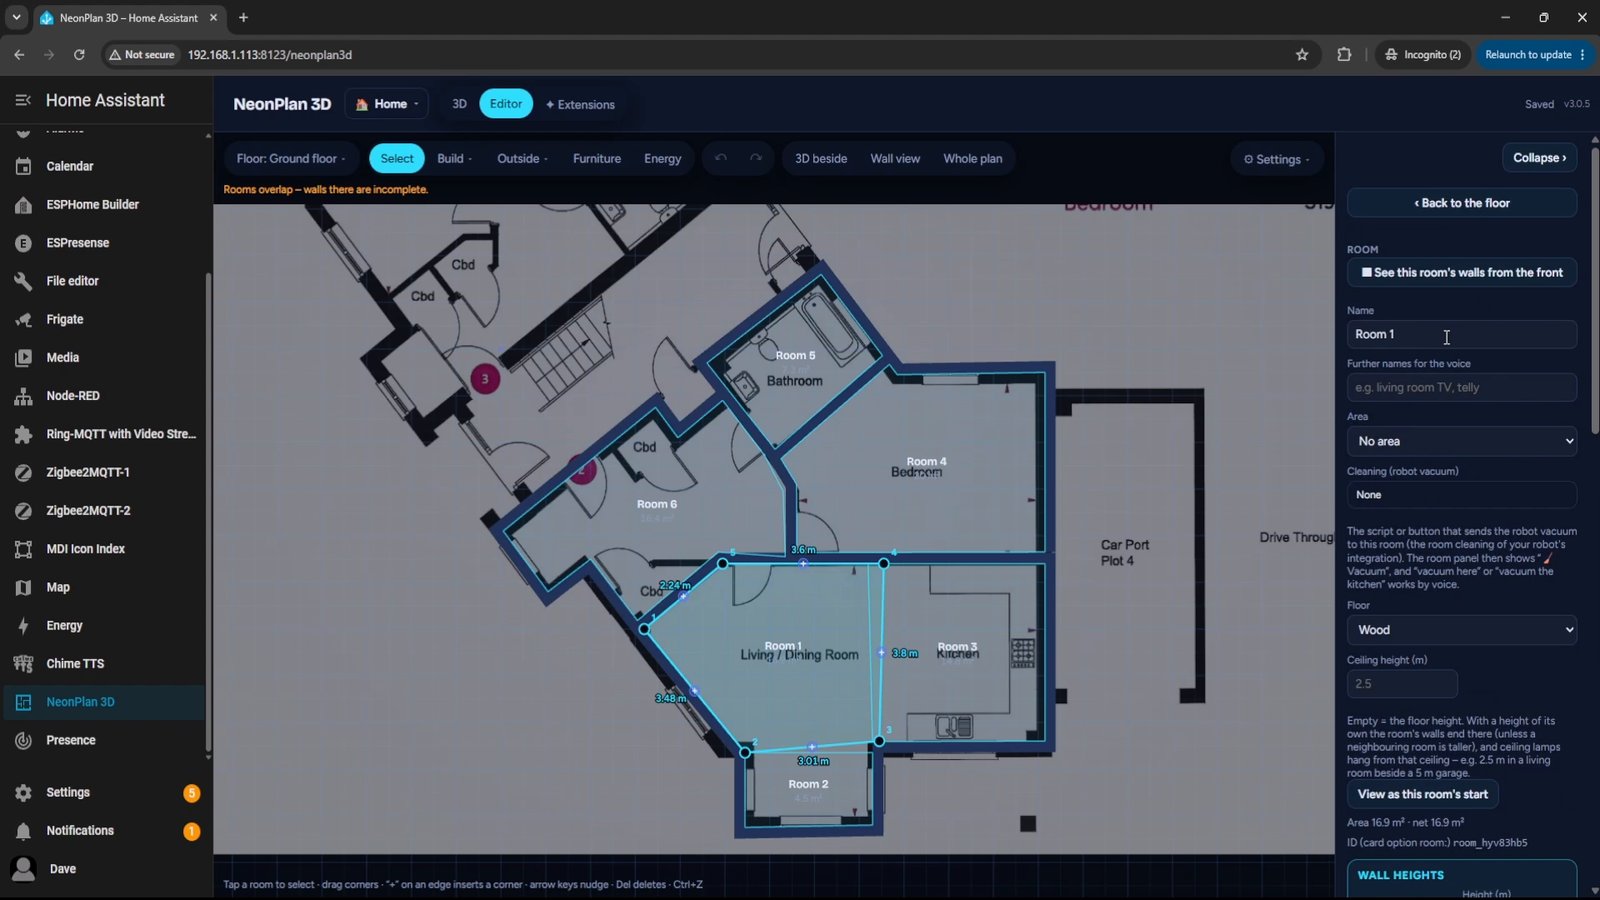 NeonPlan 3D – Home Assistant
Not secure
192.168.1.113:8123/neonplan3d
Incognito (2)
Relaunch to update
Home Assistant
Calendar
ESPHome Builder
ESPresense
File editor
Frigate
Media
Node-RED
Ring-MQTT with Video Stre...
Zigbee2MQTT-1
Zigbee2MQTT-2
MDI Icon Index
Map
Energy
Chime TTS
NeonPlan 3D
Presence
Settings
5
Notifications
1
Dave
NeonPlan 3D
Home
3D
Editor
Extensions
Saved
v3.0.5
Floor: Ground floor
Select
Build
Outside
Furniture
Energy
3D beside
Wall view
Whole plan
Settings
Rooms overlap – walls there are incomplete.
Bedroom
Cbd
Cbd
3
Room 5
Bathroom
Cbd
2
Room 4
Bedroom
Room 6
Car Port
Plot 4
Drive Throug
5
3.6 m
4
2.24 m
Cbd
1
Room 1
Living / Dining Room
3.8 m
Room 3
Kitchen
3.48 m
2
3
3.01 m
Room 2
4.5 m²
Tap a room to select · drag corners · "+" on an edge inserts a corner · arrow keys nudge · Del deletes · Ctrl+Z
Collapse ›
‹ Back to the floor
ROOM
See this room's walls from the front
Name
Room 1
Further names for the voice
e.g. living room TV, telly
Area
No area
Cleaning (robot vacuum)
None
The script or button that sends the robot vacuum
to this room (the room cleaning of your robot's
integration). The room panel then shows "🧹
Vacuum", and "vacuum here" or "vacuum the
kitchen" works by voice.
Floor
Wood
Ceiling height (m)
2.5
Empty = the floor height. With a height of its
own the room's walls end there (unless a
neighbouring room is taller), and ceiling lamps
hang from that ceiling – e.g. 2.5 m in a living
room beside a 5 m garage.
View as this room's start
Area 16.9 m² · net 16.9 m²
ID (card option room:) room_hyv83hb5
WALL HEIGHTS
Height (m)